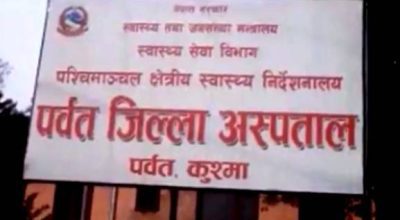 नेपाल सरकार
स्वास्थ्य तथा जनसंख्या मन्त्रालय
स्वास्थ्य सेवा विभाग
पश्चिमाञ्चल क्षेत्रीय स्वास्थ्य निर्देशनालय
पर्वत जिल्ला अस्पताल
पर्वत, कुश्मा